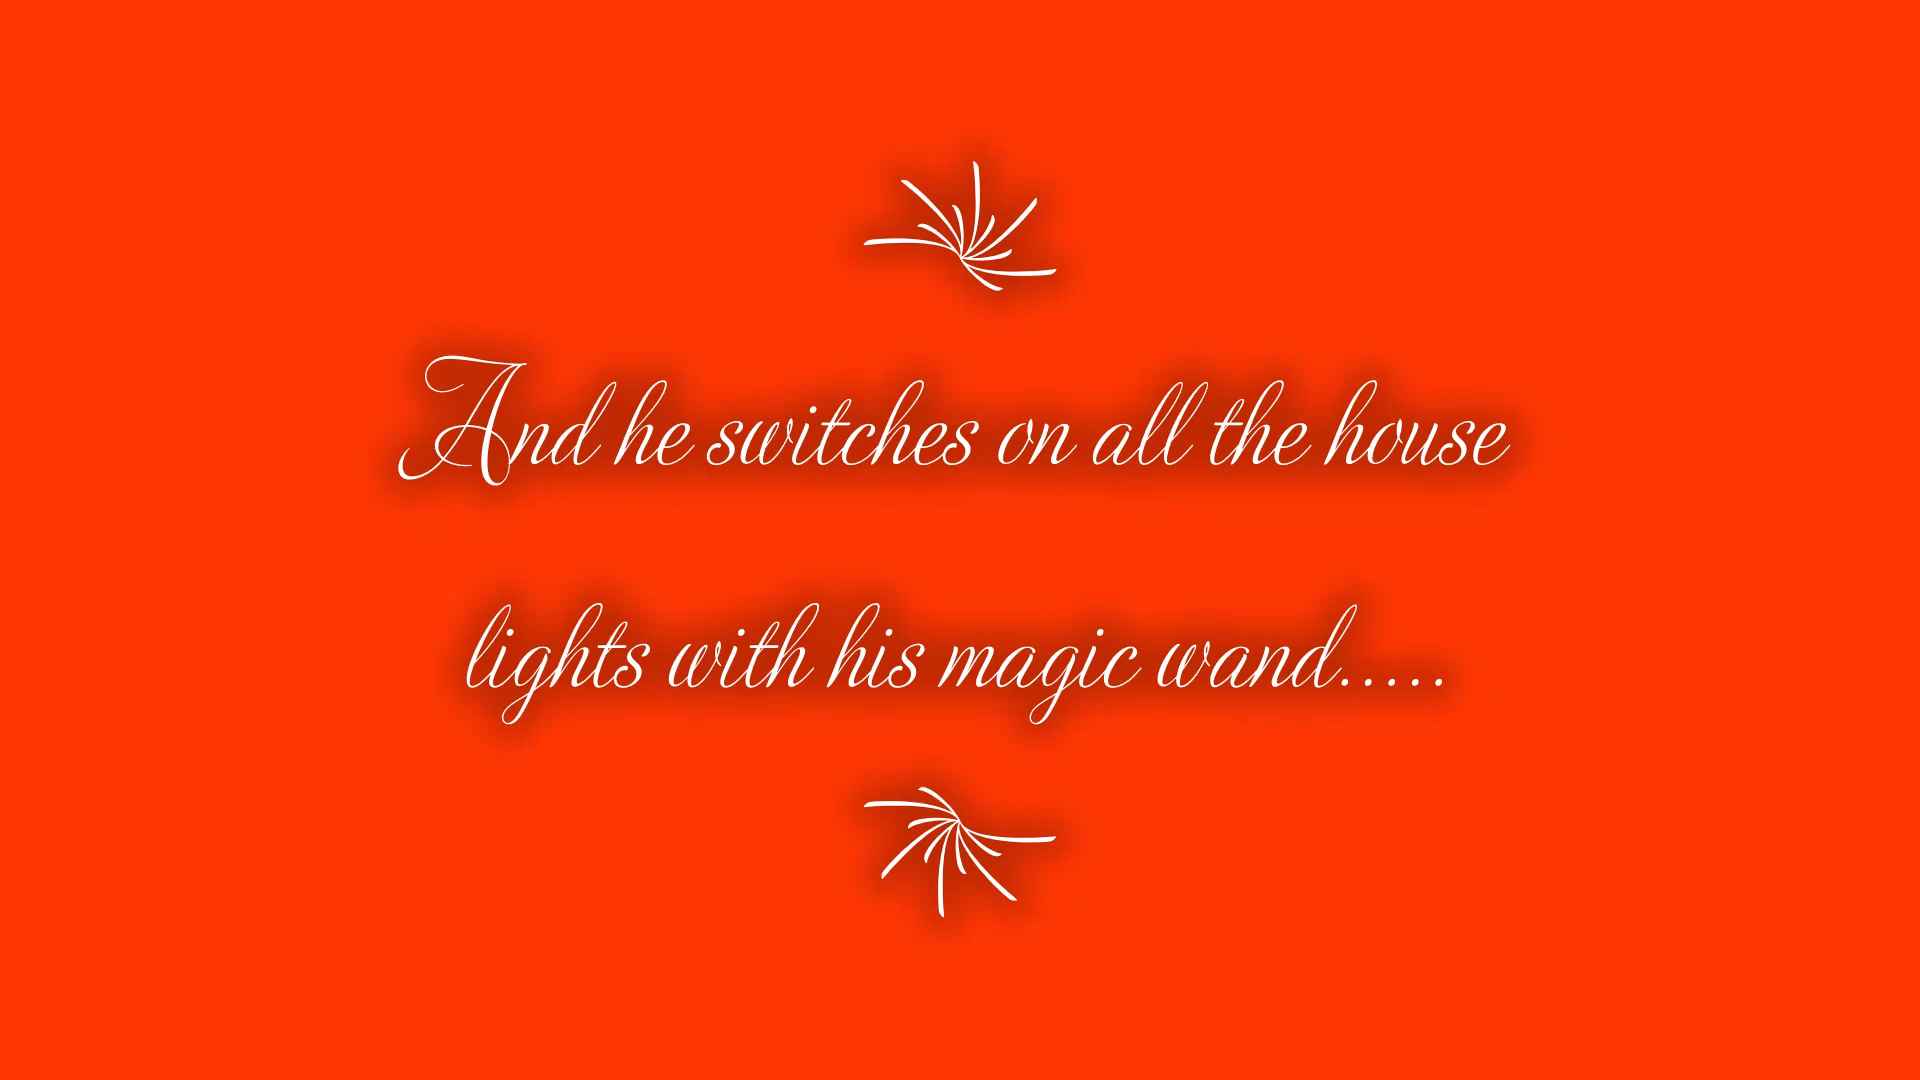 And he switches on all the house
lights with his magic wand.....